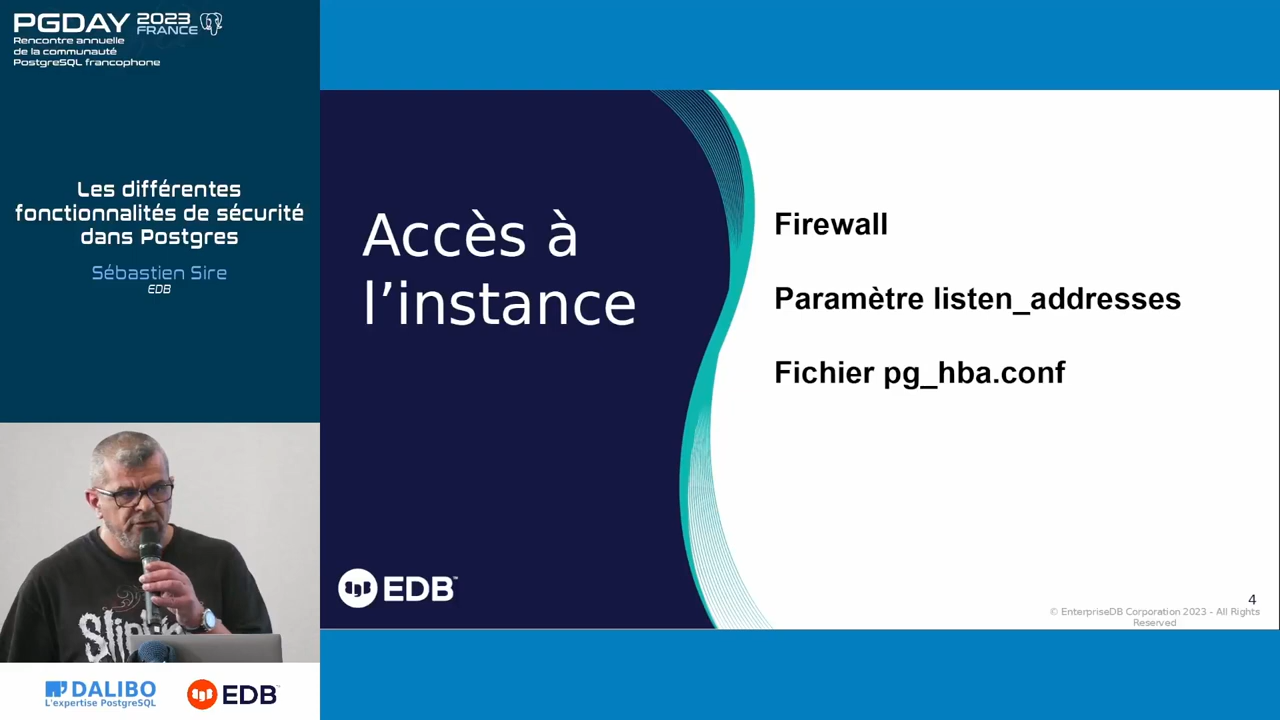 PGDAY 2023 FRANCE
Rencontre annuelle
de la communauté
PostgreSQL francophone
Les différentes
fonctionnalités de sécurité
dans Postgres
Sébastien Sire
EDB
Accès à
l’instance
Firewall
Paramètre listen_addresses
Fichier pg_hba.conf
EDB™
4
© EnterpriseDB Corporation 2023 - All Rights
Reserved
DALIBO
L'expertise PostgreSQL
EDB™